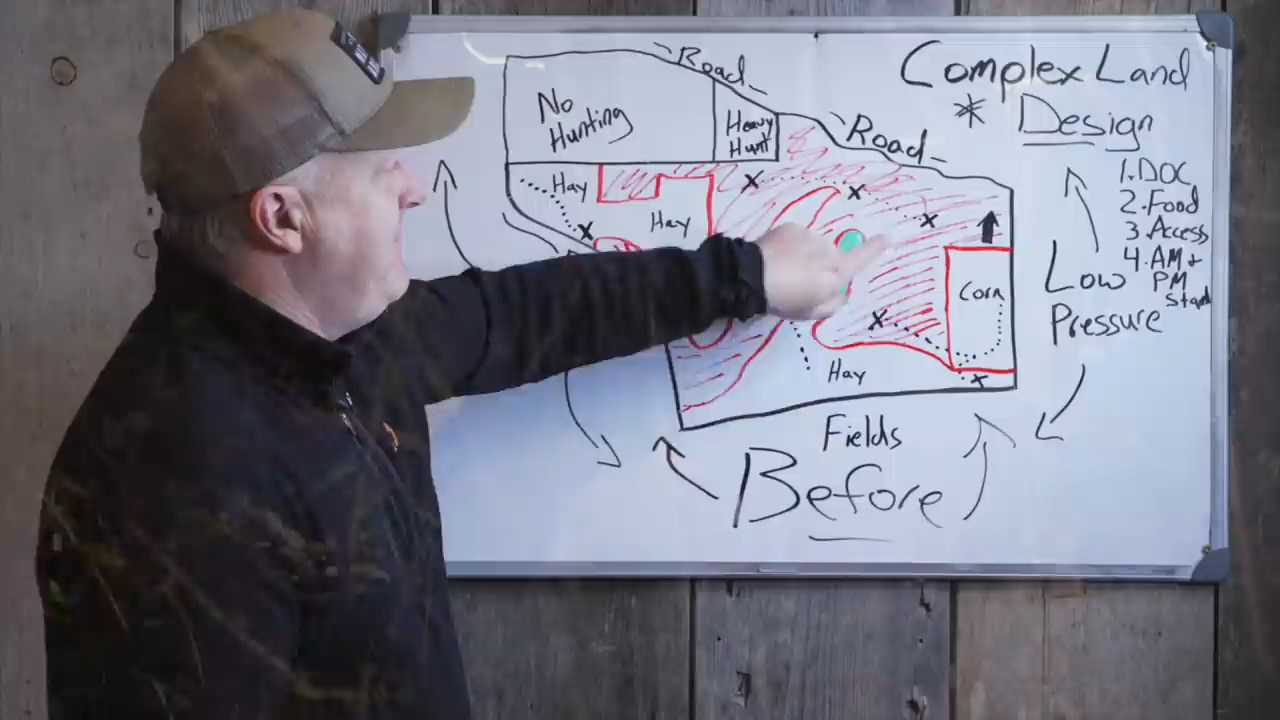 Complex Land
* Design
1. DOC
2. Food
3. Access
4. AM +
PM
Stand
Low
Pressure
Road
Road
No
Hunting
Heavy
Hunt
Hay
X
X
X
Hay
X
Corn
X
Hay
X
Fields
Before